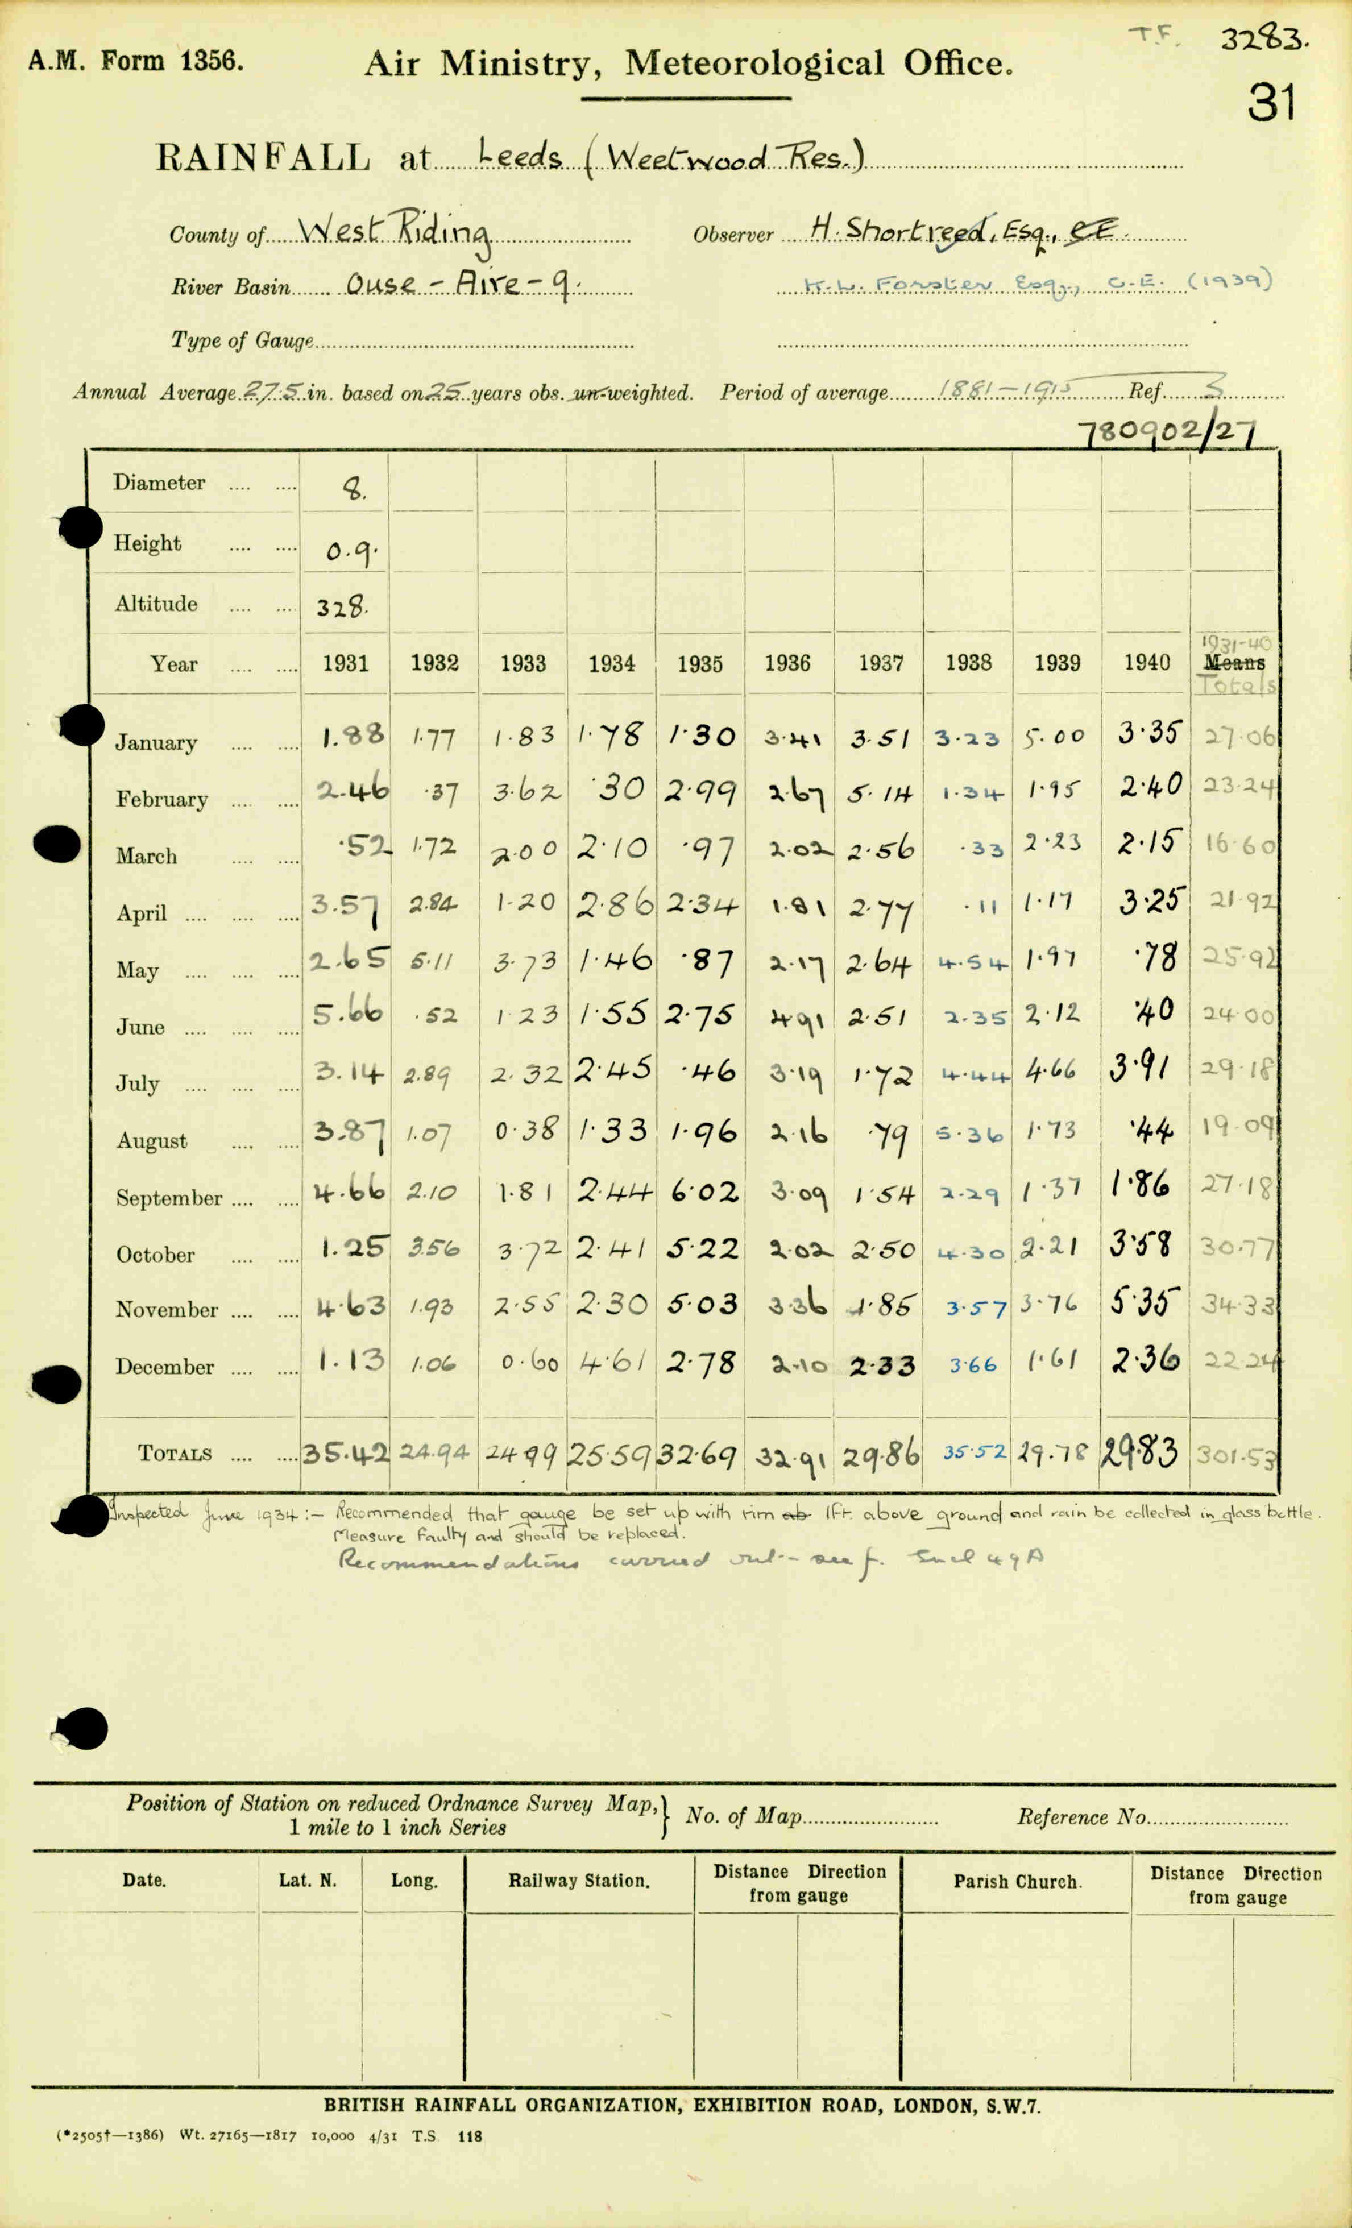 T.F. 3283.
A.M. Form 1356. Air Ministry, Meteorological Office.
31
RAINFALL at Leeds (Weetwood Res.)
County of West Riding Observer H. Shortreed, Esq., CE.
River Basin Ouse - Aire - 9. K.L. Forster Esq., C.E. (1939)
Type of Gauge
Annual Average 27.5 in. based on 25 years obs. un-weighted. Period of average 1881-1915 Ref. S
780902/27
Diameter .... .... 8.
Height .... .... 0.9.
Altitude .... .... 328.
1931-40
Year .... .... 1931 1932 1933 1934 1935 1936 1937 1938 1939 1940 Means
Totals
January .... .... 1.88 1.77 1.83 1.78 1.30 3.41 3.51 3.23 5.00 3.35 27.06
February .... .... 2.46 .37 3.62 .30 2.99 2.67 5.14 1.34 1.95 2.40 23.24
March .... .... .52 1.72 2.00 2.10 .97 2.02 2.56 .33 2.23 2.15 16.60
April .... .... .... 3.57 2.84 1.20 2.86 2.34 1.81 2.77 .11 1.17 3.25 21.92
May .... .... .... 2.65 5.11 3.73 1.46 .87 2.17 2.64 4.54 1.97 .78 25.92
June .... .... .... 5.66 .52 1.23 1.55 2.75 4.91 2.51 2.35 2.12 .40 24.00
July .... .... .... 3.14 2.89 2.32 2.45 .46 3.19 1.72 4.44 4.66 3.91 29.18
August .... .... 3.87 1.07 0.38 1.33 1.96 2.16 .79 5.36 1.73 .44 19.09
September .... .... 4.66 2.10 1.81 2.44 6.02 3.09 1.54 2.29 1.37 1.86 27.18
October .... .... 1.25 3.56 3.72 2.41 5.22 2.02 2.50 4.30 2.21 3.58 30.77
November .... .... 4.63 1.93 2.55 2.30 5.03 3.36 1.85 3.57 3.76 5.35 34.33
December .... .... 1.13 1.06 0.60 4.61 2.78 2.10 2.33 3.66 1.61 2.36 22.24
TOTALS .... .... 35.42 24.94 24.99 25.59 32.69 32.91 29.86 35.52 29.78 29.83 301.53
Inspected June 1934:- Recommended that gauge be set up with rim ab 1ft. above ground and rain be collected in glass bottle.
Measure faulty and should be replaced.
Recommendations carried out - see f. Encl 49A
Position of Station on reduced Ordnance Survey Map, } No. of Map Reference No.
1 mile to 1 inch Series
Date. Lat. N. Long. Railway Station. Distance Direction from gauge Parish Church. Distance Direction from gauge
BRITISH RAINFALL ORGANIZATION, EXHIBITION ROAD, LONDON, S.W.7.
(*2505†—1386) Wt. 27165—1817 10,000 4/31 T.S. 118